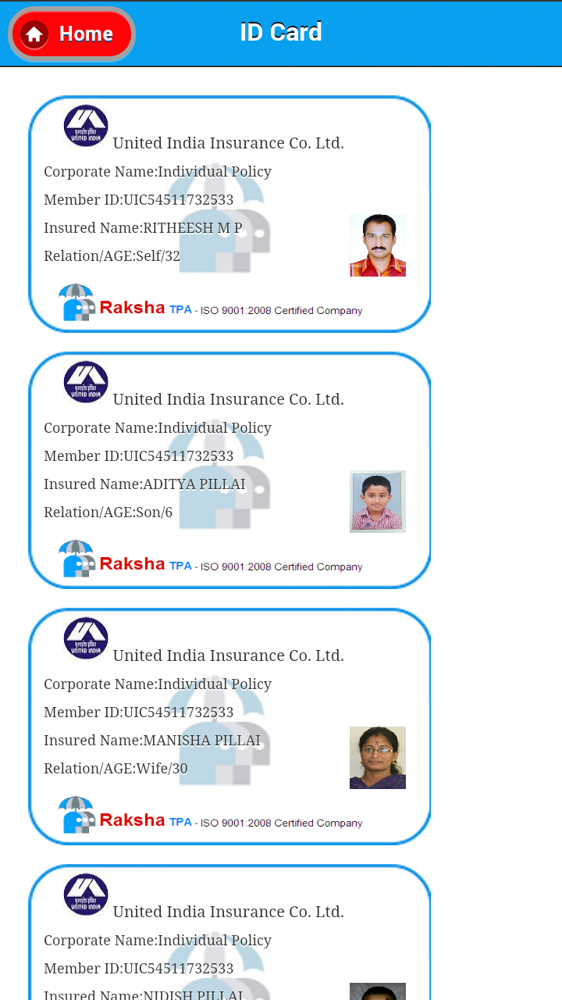 Home
ID Card
युनाइटेड इंडिया
UNITED INDIA
United India Insurance Co. Ltd.
Corporate Name:Individual Policy
Member ID:UIC54511732533
Insured Name:RITHEESH M P
Relation/AGE:Self/32
Raksha TPA - ISO 9001:2008 Certified Company
युनाइटेड इंडिया
UNITED INDIA
United India Insurance Co. Ltd.
Corporate Name:Individual Policy
Member ID:UIC54511732533
Insured Name:ADITYA PILLAI
Relation/AGE:Son/6
Raksha TPA - ISO 9001:2008 Certified Company
युनाइटेड इंडिया
UNITED INDIA
United India Insurance Co. Ltd.
Corporate Name:Individual Policy
Member ID:UIC54511732533
Insured Name:MANISHA PILLAI
Relation/AGE:Wife/30
Raksha TPA - ISO 9001:2008 Certified Company
युनाइटेड इंडिया
UNITED INDIA
United India Insurance Co. Ltd.
Corporate Name:Individual Policy
Member ID:UIC54511732533
Insured Name:NIDISH PILLAI